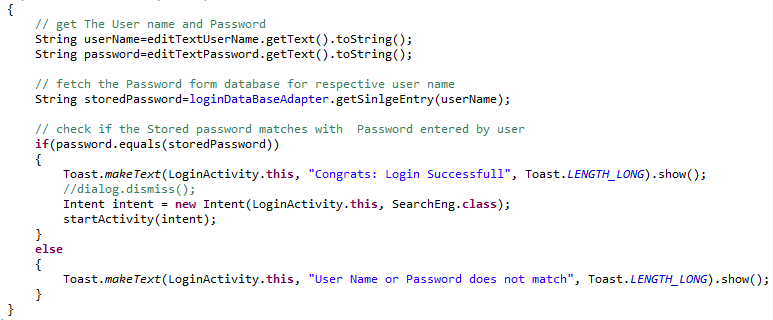 {
// get The User name and Password
String userName=editTextUserName.getText().toString();
String password=editTextPassword.getText().toString();
// fetch the Password form database for respective user name
String storedPassword=loginDataBaseAdapter.getSinlgeEntry(userName);
// check if the Stored password matches with  Password entered by user
if(password.equals(storedPassword))
{
Toast.makeText(LoginActivity.this, "Congrats: Login Successfull", Toast.LENGTH_LONG).show();
//dialog.dismiss();
Intent intent = new Intent(LoginActivity.this, SearchEng.class);
startActivity(intent);
}
else
{
Toast.makeText(LoginActivity.this, "User Name or Password does not match", Toast.LENGTH_LONG).show();
}
}